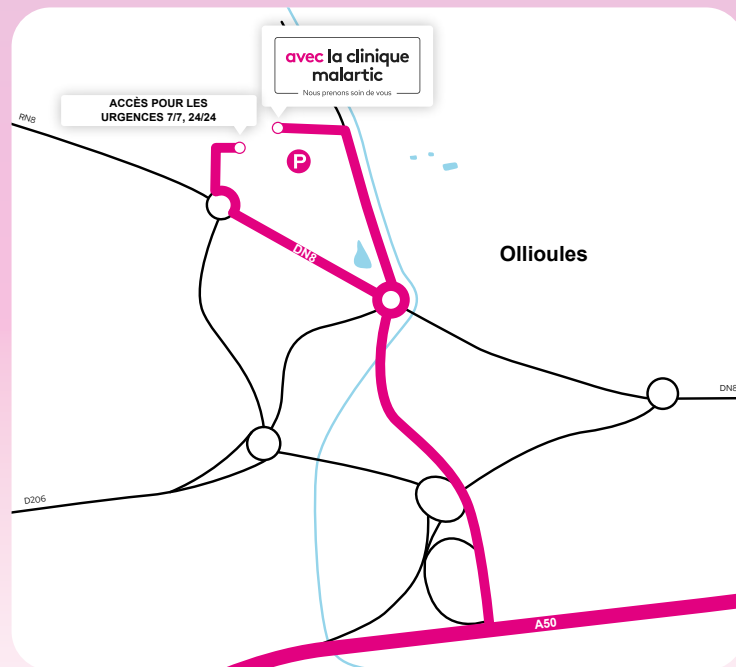 avec la clinique
malartic
Nous prenons soin de vous
ACCÈS POUR LES
URGENCES 7/7, 24/24
RN8
P
DN8
Ollioules
DN8
D206
A50